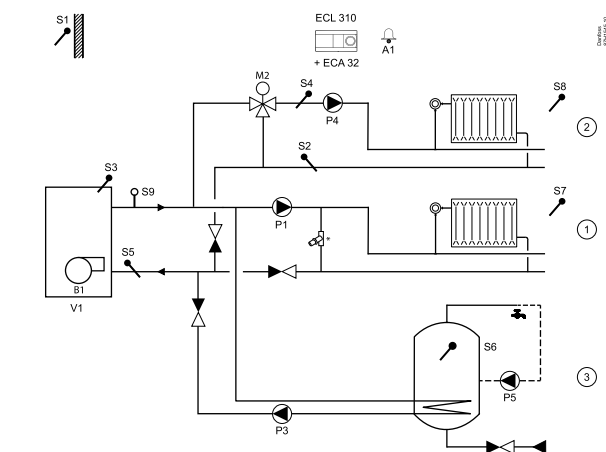 ECL 310
S1
A1
+ ECA 32
Danfoss
M2
S4
S8
P4
2
S2
S3
S9
S7
P1
*
1
S5
B1
V1
S6
3
P5
P3